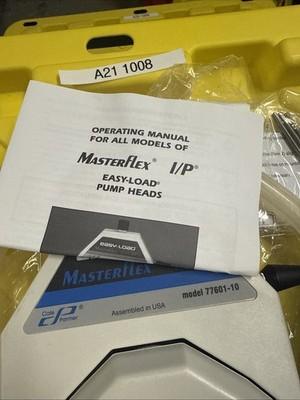 A21 1008
OPERATING MANUAL
FOR ALL MODELS OF
MASTERFLEX® I/P®
EASY-LOAD®
PUMP HEADS
EASY-LOAD
MASTERFLEX
model 77601-10
Cole
Parmer
Assembled in USA